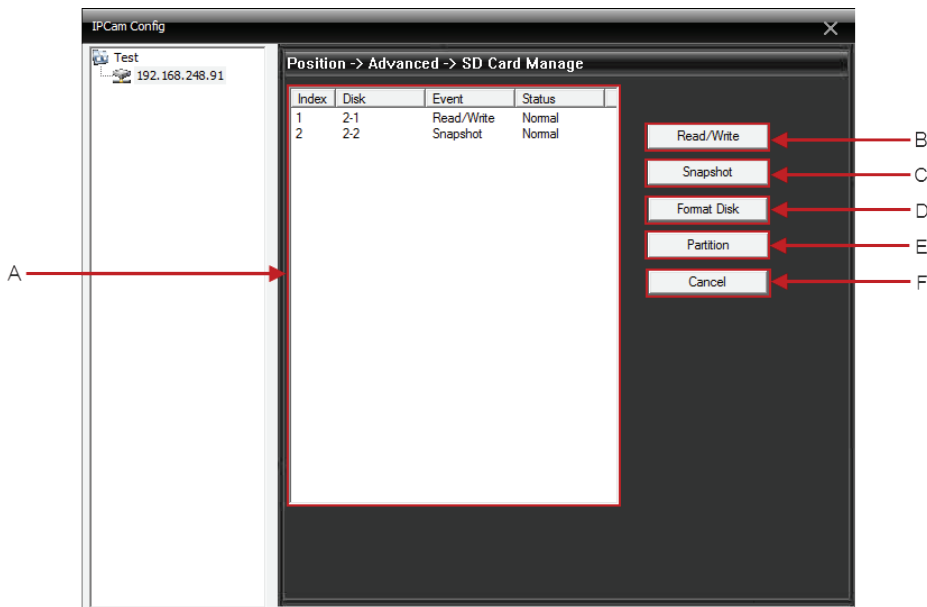 IPCam Config
Test
192.168.248.91
Position -> Advanced -> SD Card Manage
Index Disk Event Status
1 2-1 Read/Write Normal
2 2-2 Snapshot Normal
Read/Write
Snapshot
Format Disk
Partition
Cancel
A
B
C
D
E
F